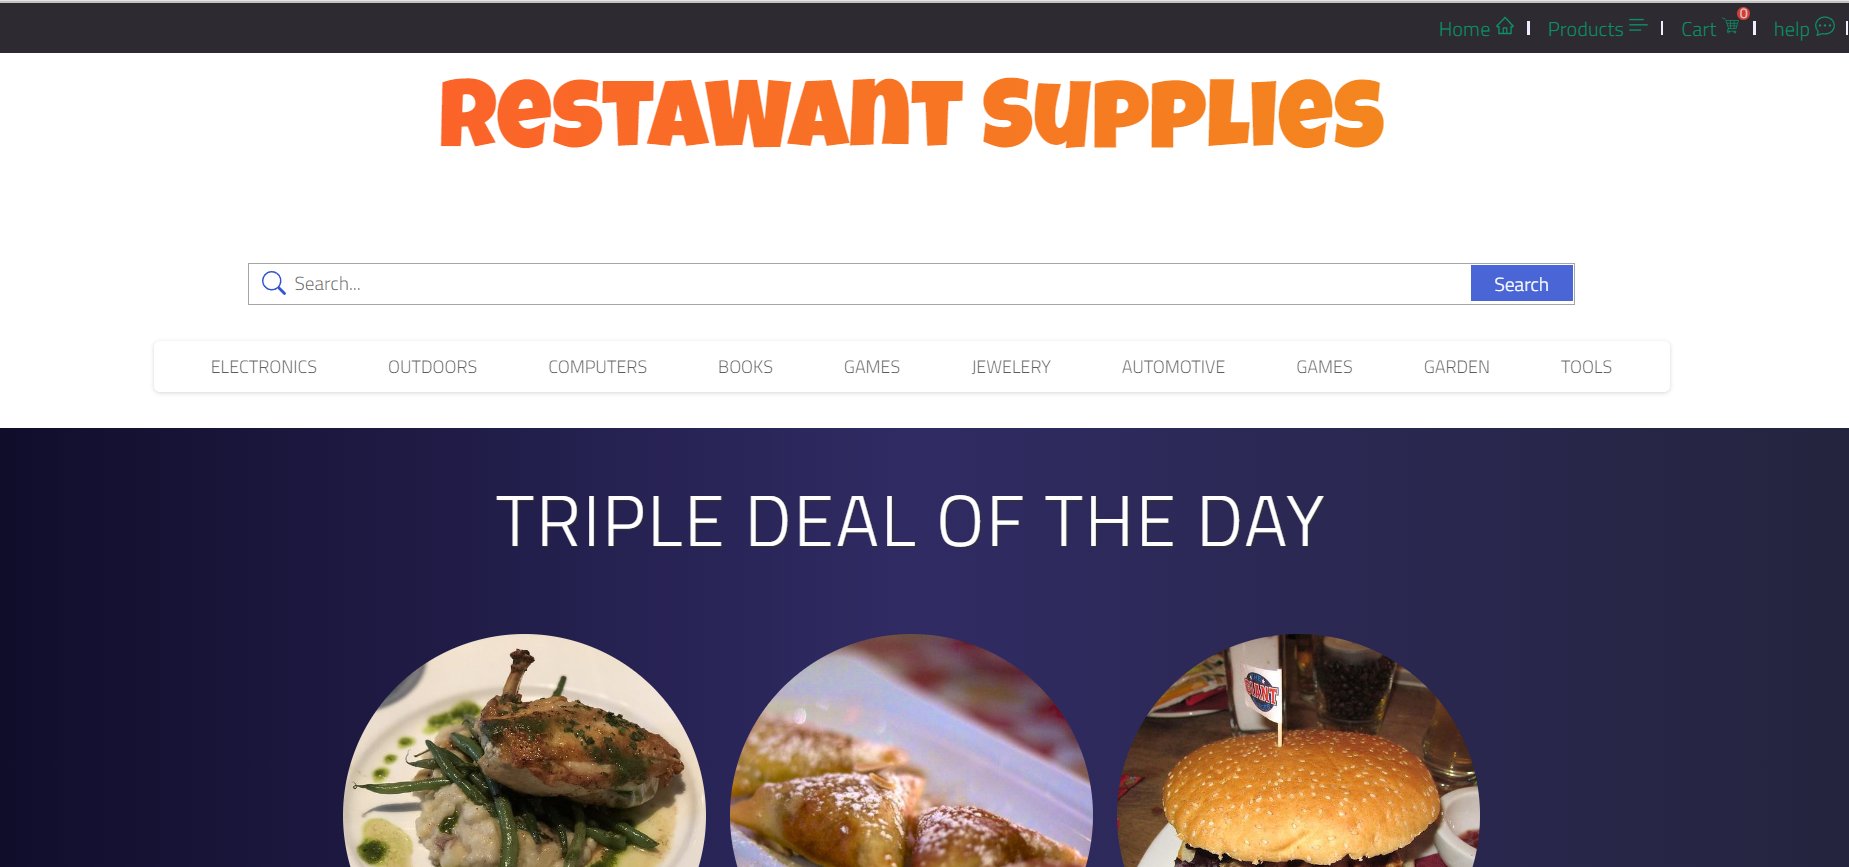 Home Products Cart 0 help
Restawant Supplies
Search... Search
ELECTRONICS OUTDOORS COMPUTERS BOOKS GAMES JEWELERY AUTOMOTIVE GAMES GARDEN TOOLS
TRIPLE DEAL OF THE DAY